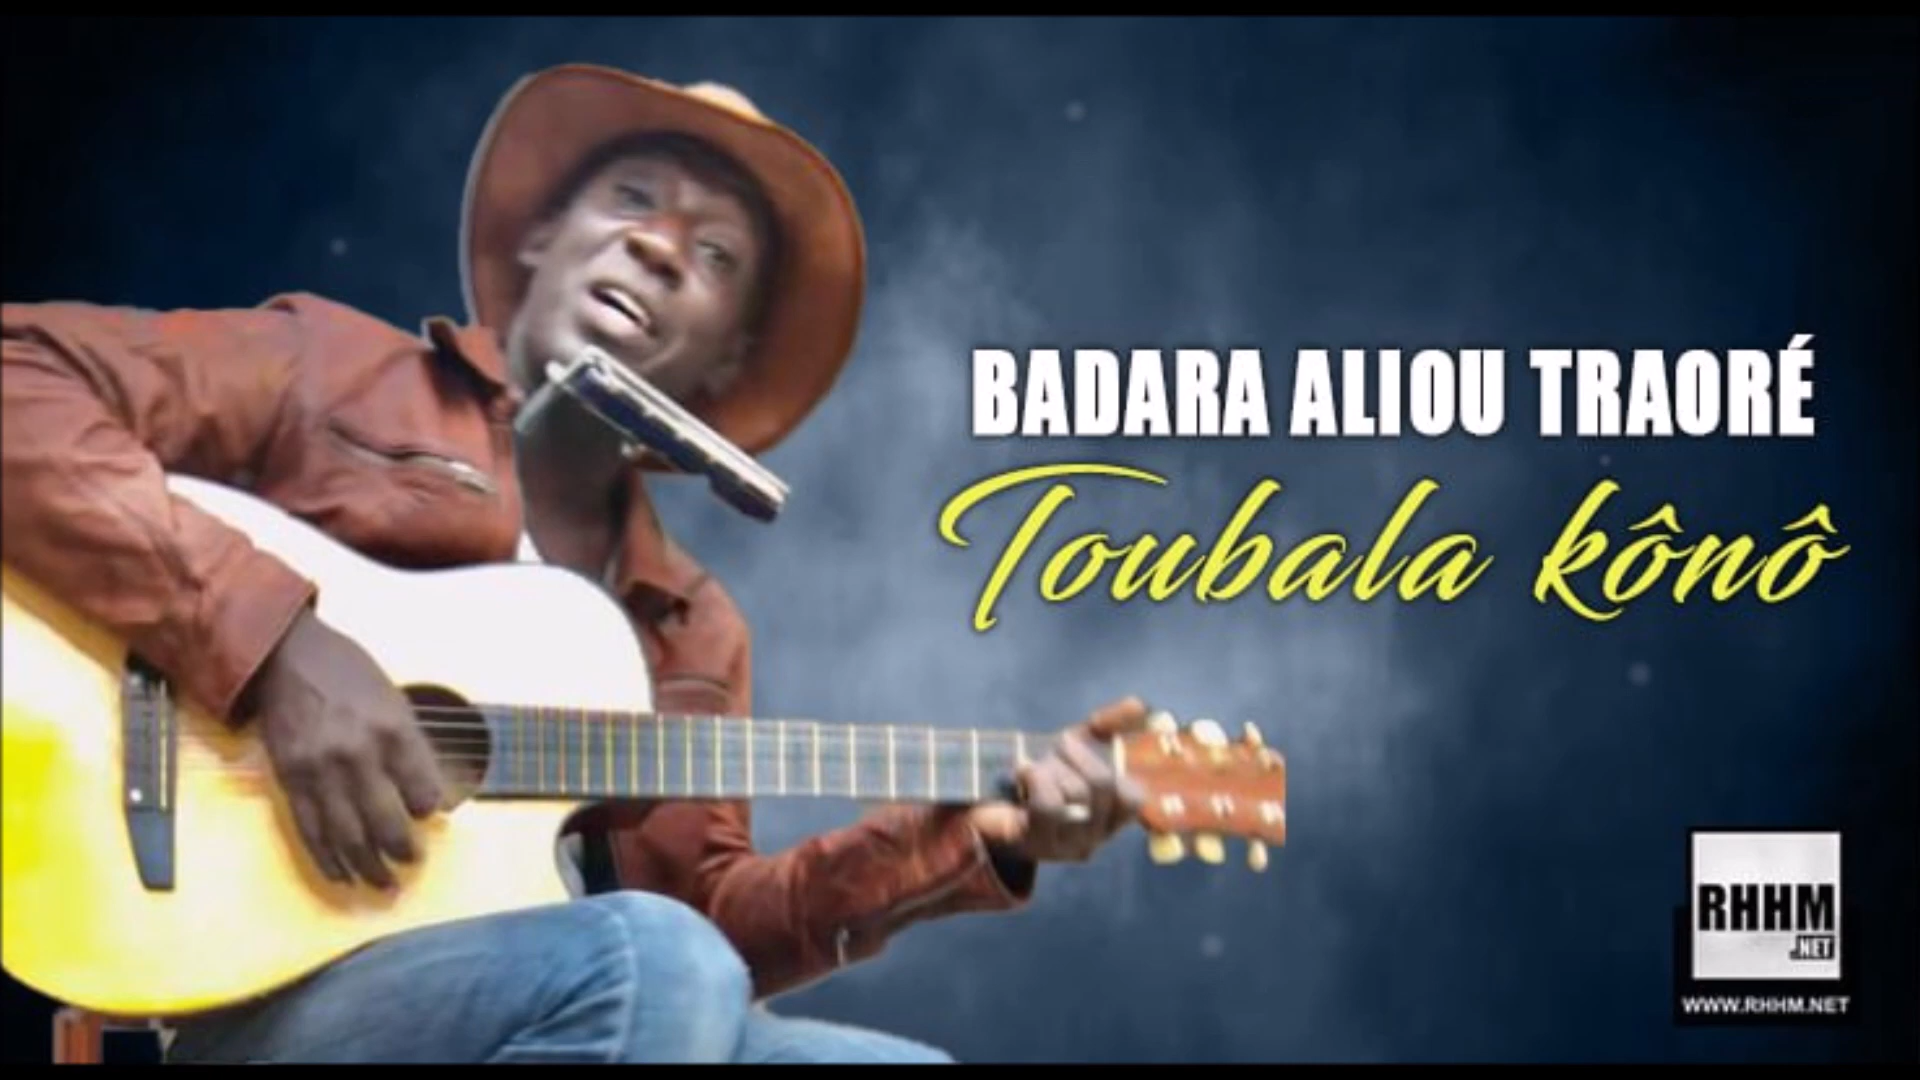 BADARA ALIOU TRAORÉ
Toubala kônô
RHHM
.NET
WWW.RHHM.NET